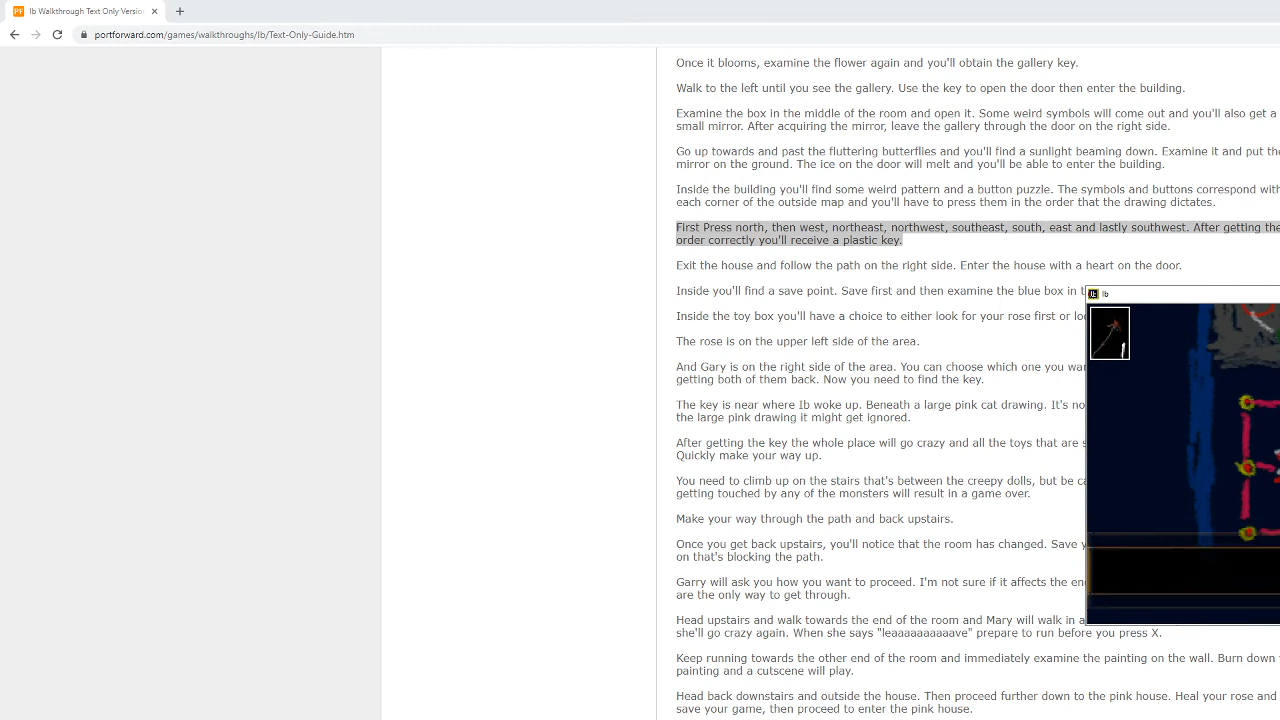 Ib Walkthrough Text Only Versio
portforward.com/games/walkthroughs/Ib/Text-Only-Guide.htm
Once it blooms, examine the flower again and you'll obtain the gallery key.
Walk to the left until you see the gallery. Use the key to open the door then enter the building.
Examine the box in the middle of the room and open it. Some weird symbols will come out and you'll also get a
small mirror. After acquiring the mirror, leave the gallery through the door on the right side.
Go up towards and past the fluttering butterflies and you'll find a sunlight beaming down. Examine it and put the
mirror on the ground. The ice on the door will melt and you'll be able to enter the building.
Inside the building you'll find some weird pattern and a button puzzle. The symbols and buttons correspond with
each corner of the outside map and you'll have to press them in the order that the drawing dictates.
First Press north, then west, northeast, northwest, southeast, south, east and lastly southwest. After getting the
order correctly you'll receive a plastic key.
Exit the house and follow the path on the right side. Enter the house with a heart on the door.
Inside you'll find a save point. Save first and then examine the blue box in t
Ib
Inside the toy box you'll have a choice to either look for your rose first or lo
The rose is on the upper left side of the area.
And Gary is on the right side of the area. You can choose which one you wan
getting both of them back. Now you need to find the key.
The key is near where Ib woke up. Beneath a large pink cat drawing. It's no
the large pink drawing it might get ignored.
After getting the key the whole place will go crazy and all the toys that are s
Quickly make your way up.
You need to climb up on the stairs that's between the creepy dolls, but be ca
getting touched by any of the monsters will result in a game over.
Make your way through the path and back upstairs.
Once you get back upstairs, you'll notice that the room has changed. Save y
on that's blocking the path.
Garry will ask you how you want to proceed. I'm not sure if it affects the en
are the only way to get through.
Head upstairs and walk towards the end of the room and Mary will walk in a
she'll go crazy again. When she says "leaaaaaaaaaave" prepare to run before you press X.
Keep running towards the other end of the room and immediately examine the painting on the wall. Burn down
painting and a cutscene will play.
Head back downstairs and outside the house. Then proceed further down to the pink house. Heal your rose and
save your game, then proceed to enter the pink house.